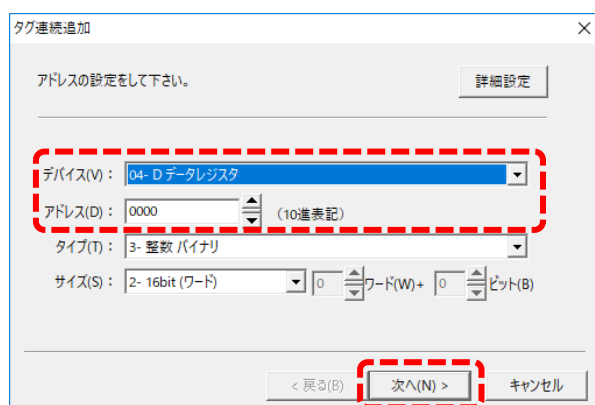 タグ連続追加
アドレスの設定をして下さい。 詳細設定
デバイス(V)： 04- D データレジスタ
アドレス(D)： 0000 (10進表記)
タイプ(T)： 3- 整数 バイナリ
サイズ(S)： 2- 16bit (ワード) 0 ワード(W)+ 0 ビット(B)
< 戻る(B) 次へ(N) > キャンセル